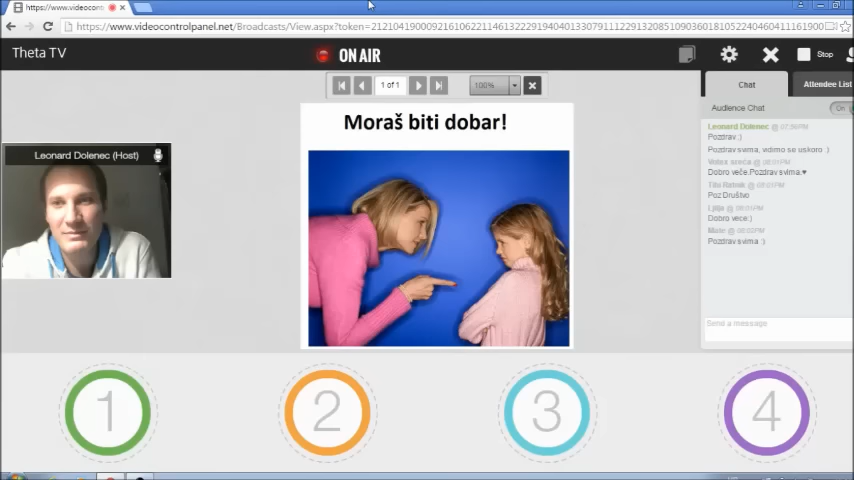 https://www.videocont
https://www.videocontrolpanel.net/Broadcasts/View.aspx?token=
Theta TV
ON AIR
Stop
1 of 1
100%
Chat
Attendee List
Moraš biti dobar!
Audience Chat
On
Leonard Dolenec (Host)
Leonard Dolenec @ 07:56PM
Pozdrav :)
Pozdrav svima, vidimo se uskoro :)
Dobro veče.Pozdrav svima.♥
Poz Društvo
Dobro vece:)
Pozdrav svima :)
Send a message
1
2
3
4